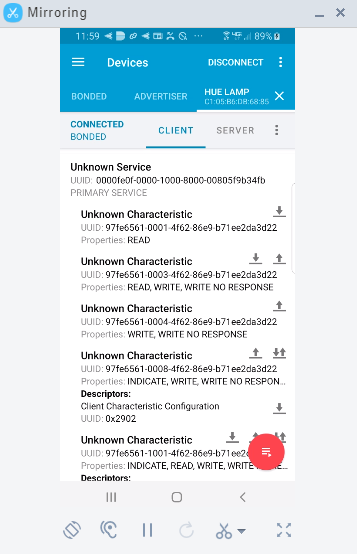 Mirroring
11:59
89%
Devices
DISCONNECT
BONDED
ADVERTISER
HUE LAMP
C1:05:B6:DB:68:85
CONNECTED
BONDED
CLIENT
SERVER
Unknown Service
UUID: 0000fe0f-0000-1000-8000-00805f9b34fb
PRIMARY SERVICE
Unknown Characteristic
UUID: 97fe6561-0001-4f62-86e9-b71ee2da3d22
Properties: READ
Unknown Characteristic
UUID: 97fe6561-0003-4f62-86e9-b71ee2da3d22
Properties: READ, WRITE, WRITE NO RESPONSE
Unknown Characteristic
UUID: 97fe6561-0004-4f62-86e9-b71ee2da3d22
Properties: WRITE, WRITE NO RESPONSE
Unknown Characteristic
UUID: 97fe6561-0008-4f62-86e9-b71ee2da3d22
Properties: INDICATE, WRITE, WRITE NO RESPON...
Descriptors:
Client Characteristic Configuration
UUID: 0x2902
Unknown Characteristic
UUID: 97fe6561-1001-4f62-86e9-b71ee2da3d22
Properties: INDICATE, READ, WRITE, WRITE
Descriptors: